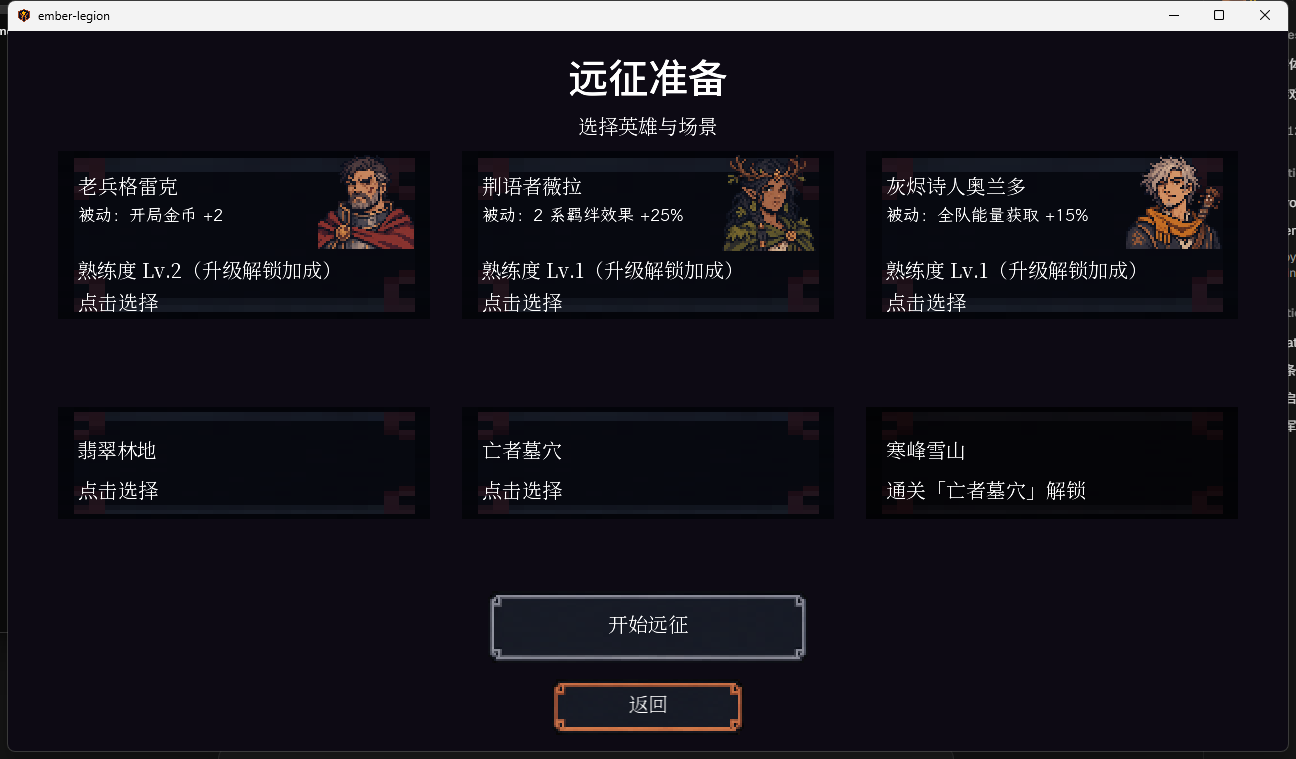 ember-legion
远征准备
选择英雄与场景
老兵格雷克
被动：开局金币 +2
熟练度 Lv.2（升级解锁加成）
点击选择
荆语者薇拉
被动：2 系羁绊效果 +25%
熟练度 Lv.1（升级解锁加成）
点击选择
灰烬诗人奥兰多
被动：全队能量获取 +15%
熟练度 Lv.1（升级解锁加成）
点击选择
翡翠林地
点击选择
亡者墓穴
点击选择
寒峰雪山
通关「亡者墓穴」解锁
开始远征
返回